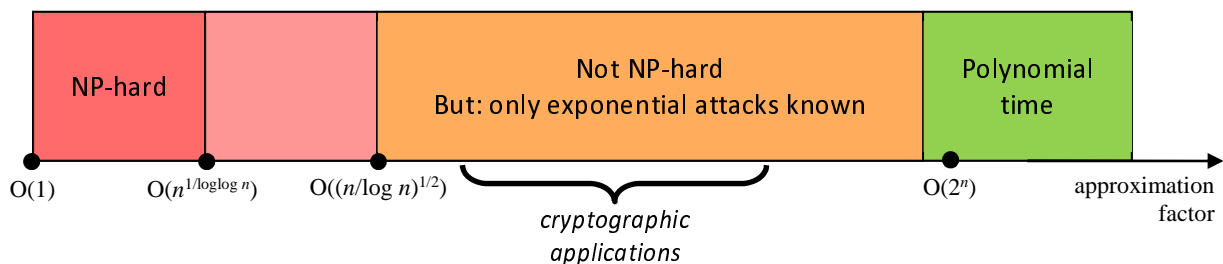 NP-hard
Not NP-hard
But: only exponential attacks known
Polynomial
time
O(1)
O(n^{1/loglog n})
O((n/log n)^{1/2})
O(2^n)
approximation
factor
cryptographic
applications